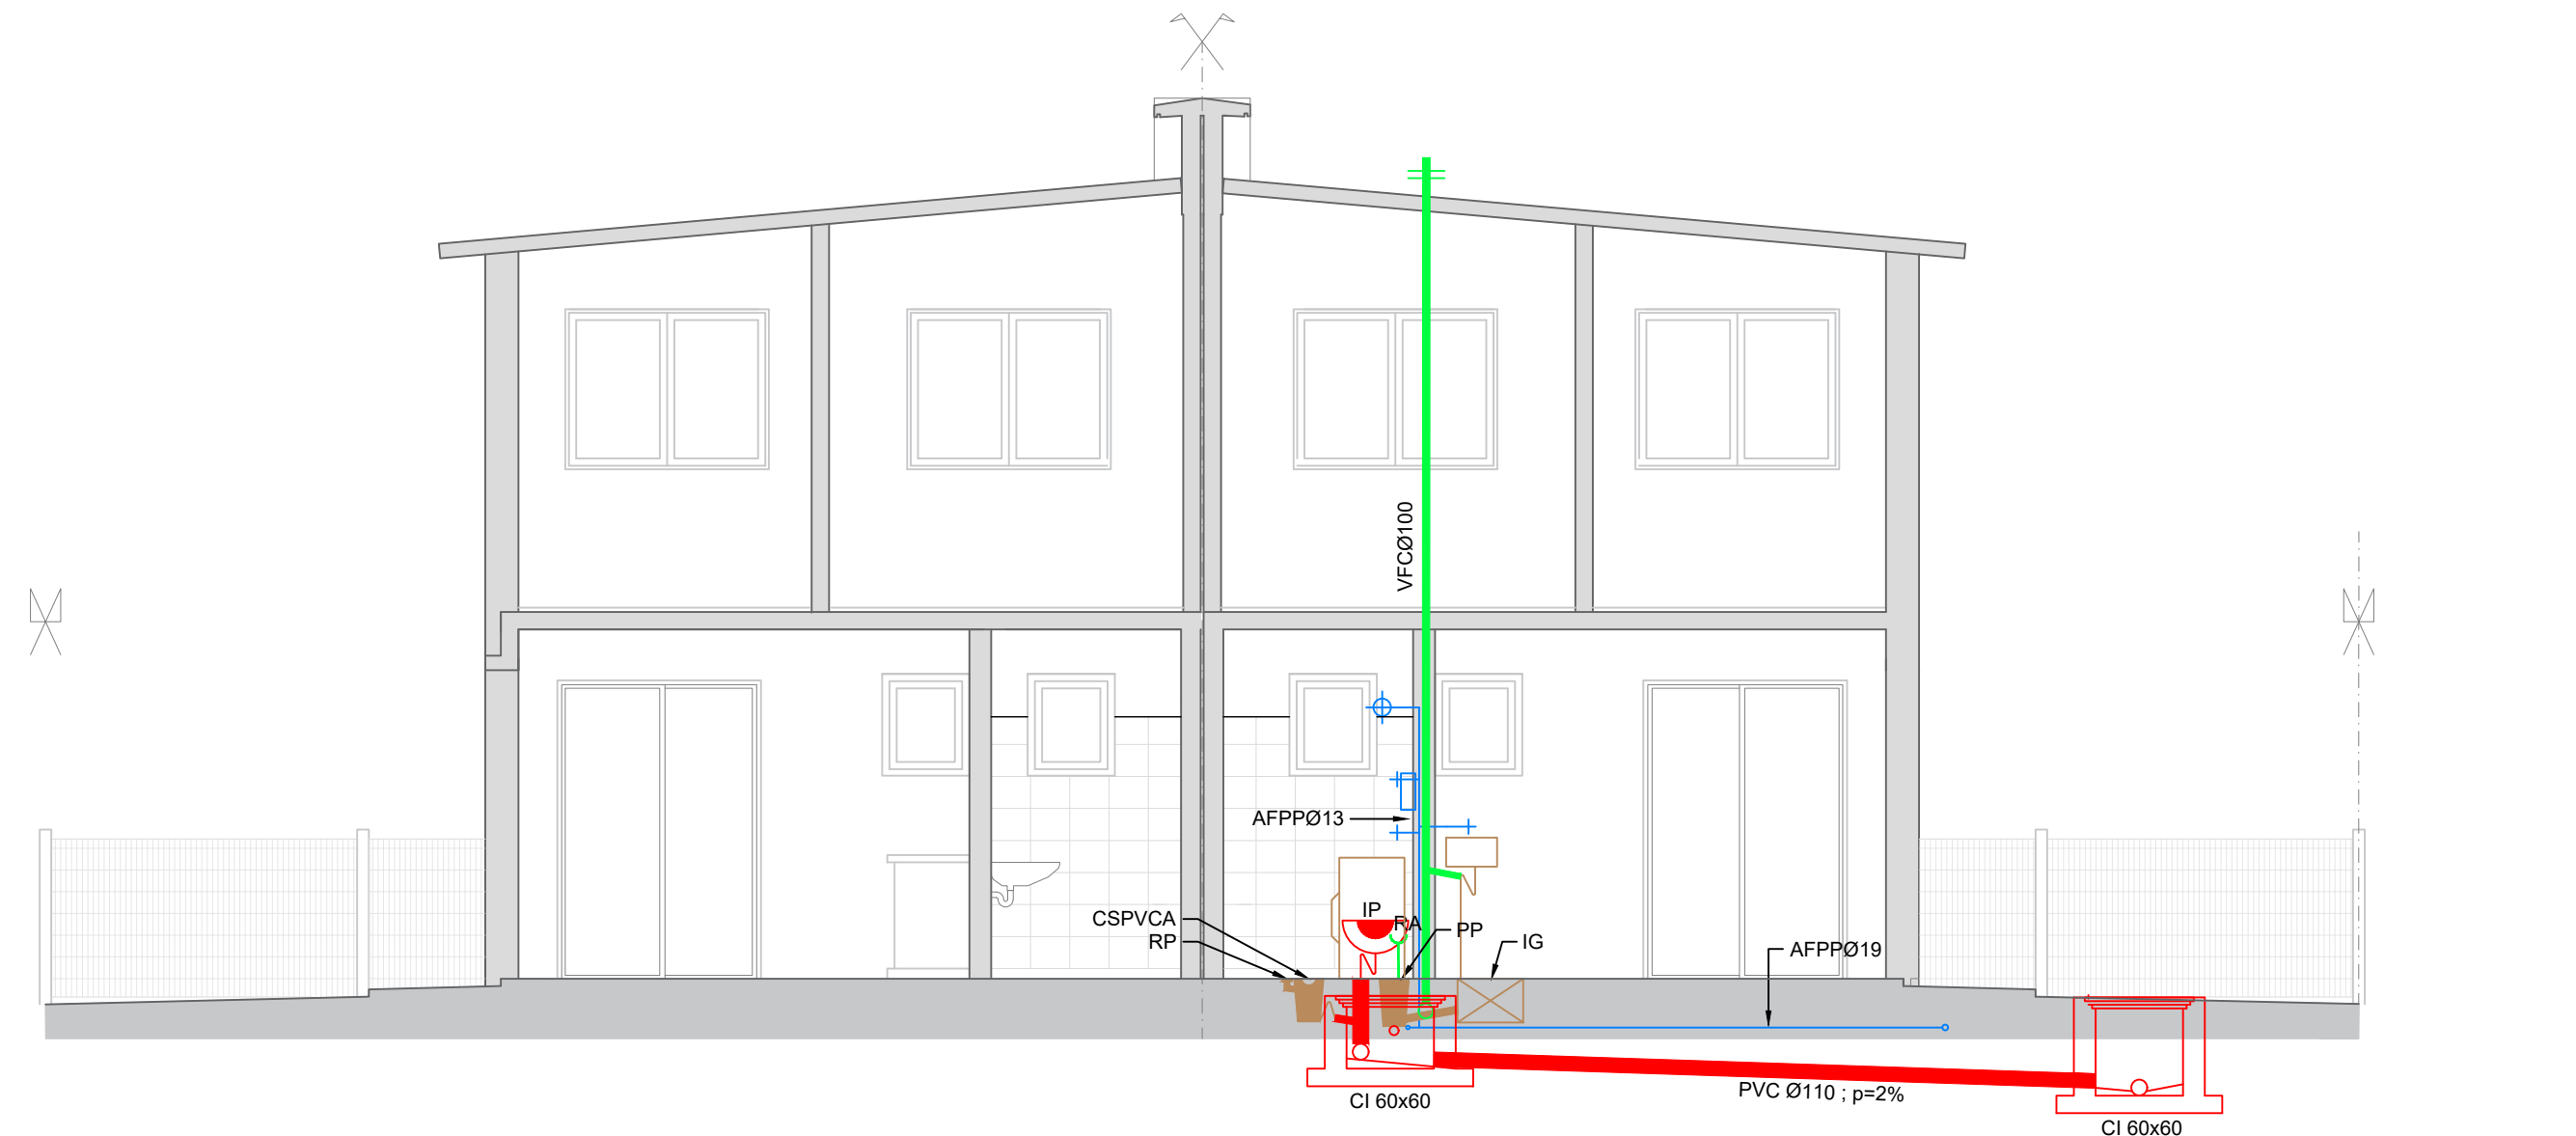 VFCØ100
AFPPØ13
CSPVCA
RP
IP
RA
PP
IG
AFPPØ19
PVC Ø110 ; p=2%
CI 60x60
CI 60x60